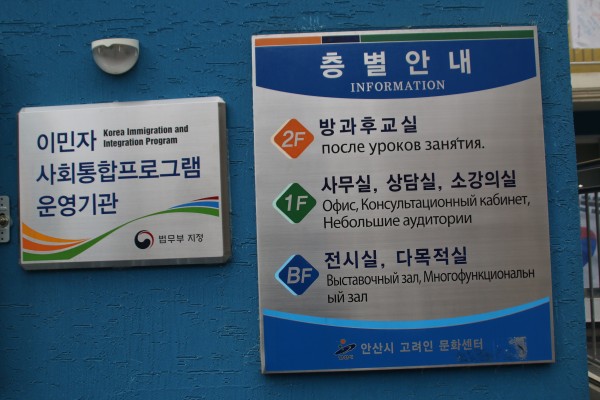 이민자
Korea Immigration and
Integration Program
사회통합프로그램
운영기관
법무부 지정
층별안내
INFORMATION
2F
방과후교실
после уроков заня́тия.
1F
사무실, 상담실, 소강의실
Офис, Консультационный кабинет,
Небольшие аудитории
BF
전시실, 다목적실
Выставочный зал, Многофункциональн
ый зал
안산시 고려인 문화센터